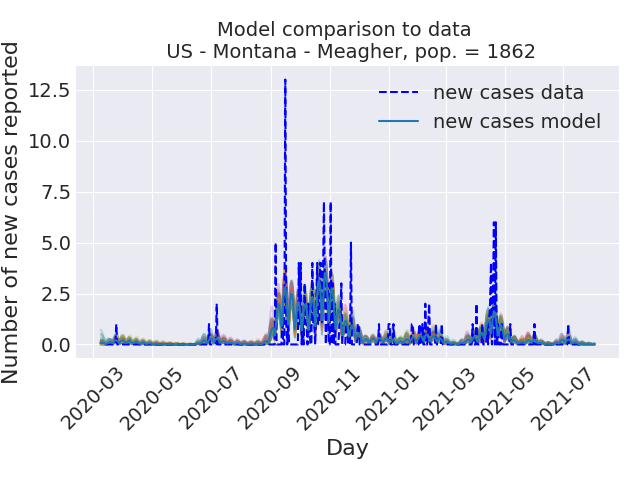 Model comparison to data
US - Montana - Meagher, pop. = 1862
Number of new cases reported
12.5
10.0
7.5
5.0
2.5
0.0
new cases data
new cases model
2020-03
2020-05
2020-07
2020-09
2020-11
2021-01
2021-03
2021-05
2021-07
Day